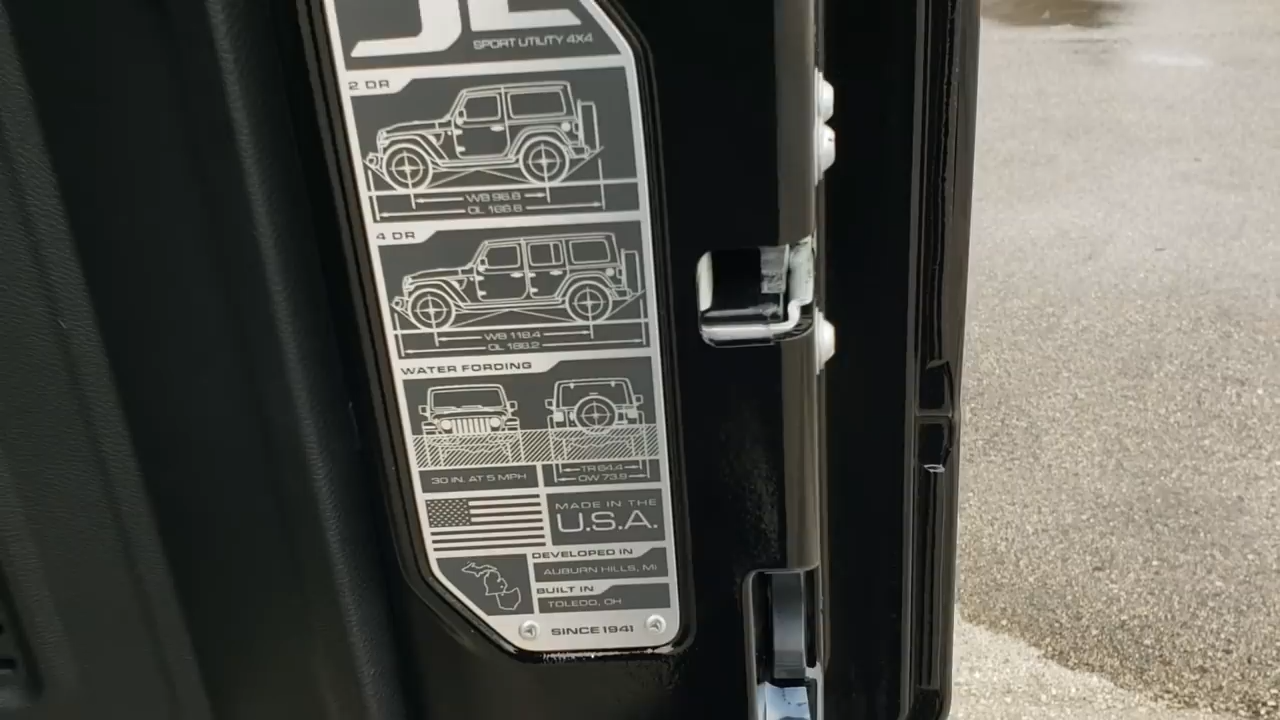 JL
SPORT UTILITY 4X4
2 DR
WB 96.8
OL 166.8
4 DR
WB 118.4
OL 188.2
WATER FORDING
30 IN. AT 5 MPH
TR 64.4
OW 73.9
MADE IN THE
U.S.A.
DEVELOPED IN
AUBURN HILLS, MI
BUILT IN
TOLEDO, OH
SINCE 1941